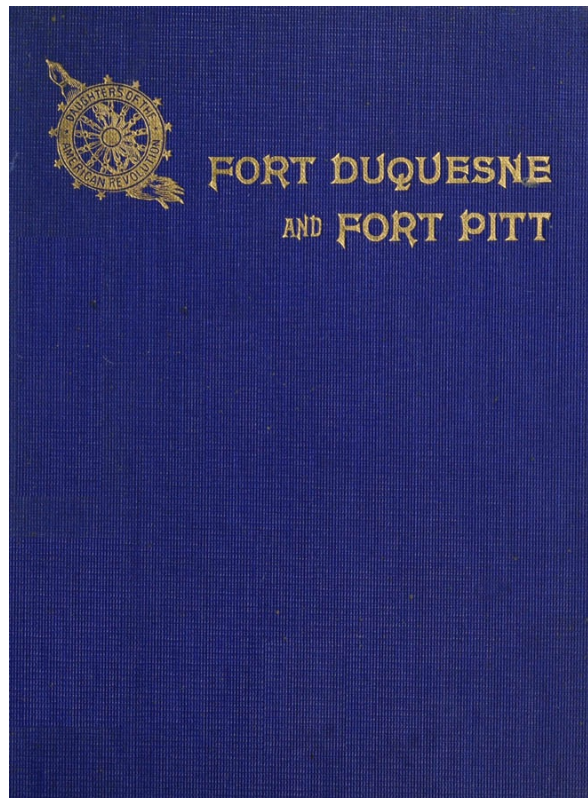 DAUGHTERS OF THE
AMERICAN REVOLUTION
FORT DUQUESNE
AND FORT PITT